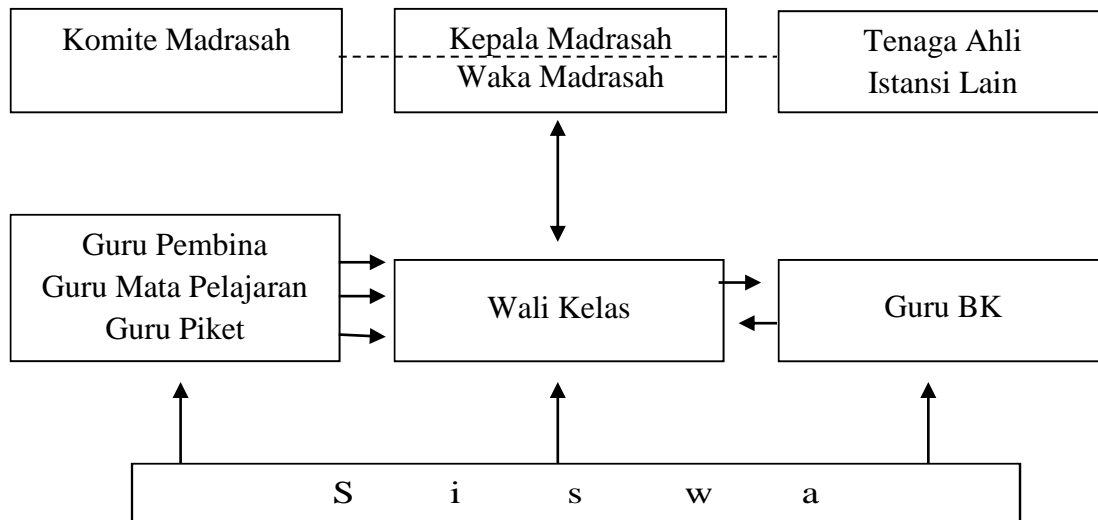 Komite Madrasah
Kepala Madrasah
Waka Madrasah
Tenaga Ahli
Istansi Lain
Guru Pembina
Guru Mata Pelajaran
Guru Piket
Wali Kelas
Guru BK
S i s w a